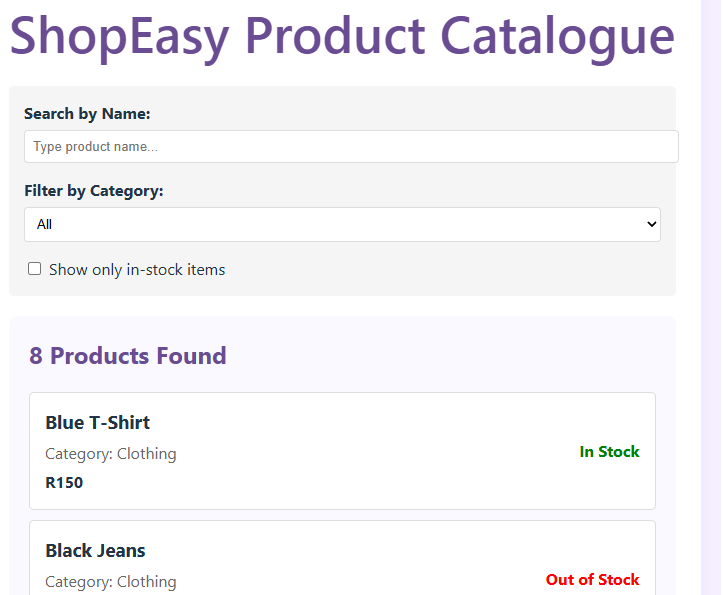 ShopEasy Product Catalogue
Search by Name:
Type product name...
Filter by Category:
All
Show only in-stock items
8 Products Found
Blue T-Shirt
Category: Clothing
In Stock
R150
Black Jeans
Category: Clothing
Out of Stock